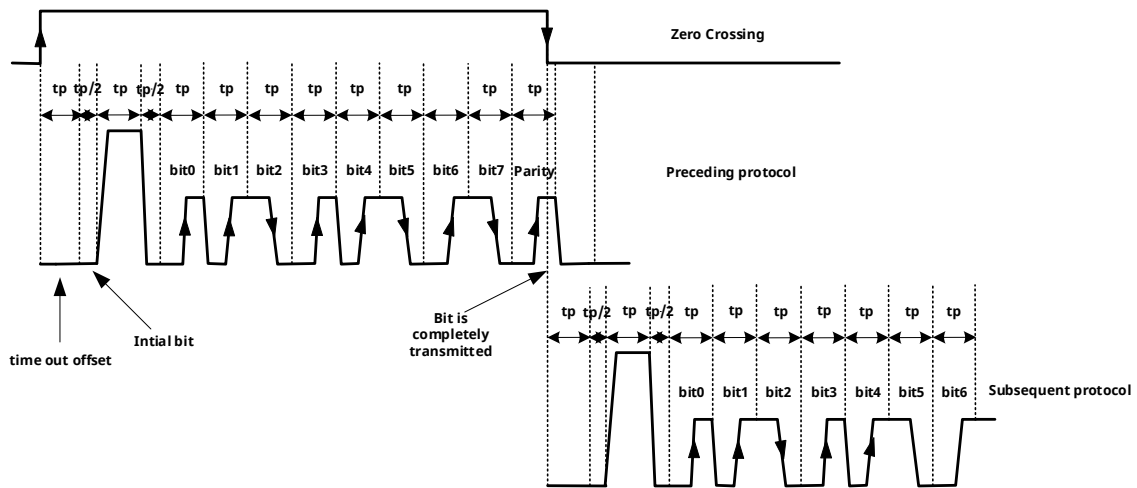 Zero Crossing
tp tp/2 tp tp/2 tp tp tp tp tp tp tp tp
bit0 bit1 bit2 bit3 bit4 bit5 bit6 bit7 Parity
Preceding protocol
time out offset
Intial bit
Bit is
completely
transmitted
tp tp/2 tp tp/2 tp tp tp tp tp tp tp
bit0 bit1 bit2 bit3 bit4 bit5 bit6
Subsequent protocol